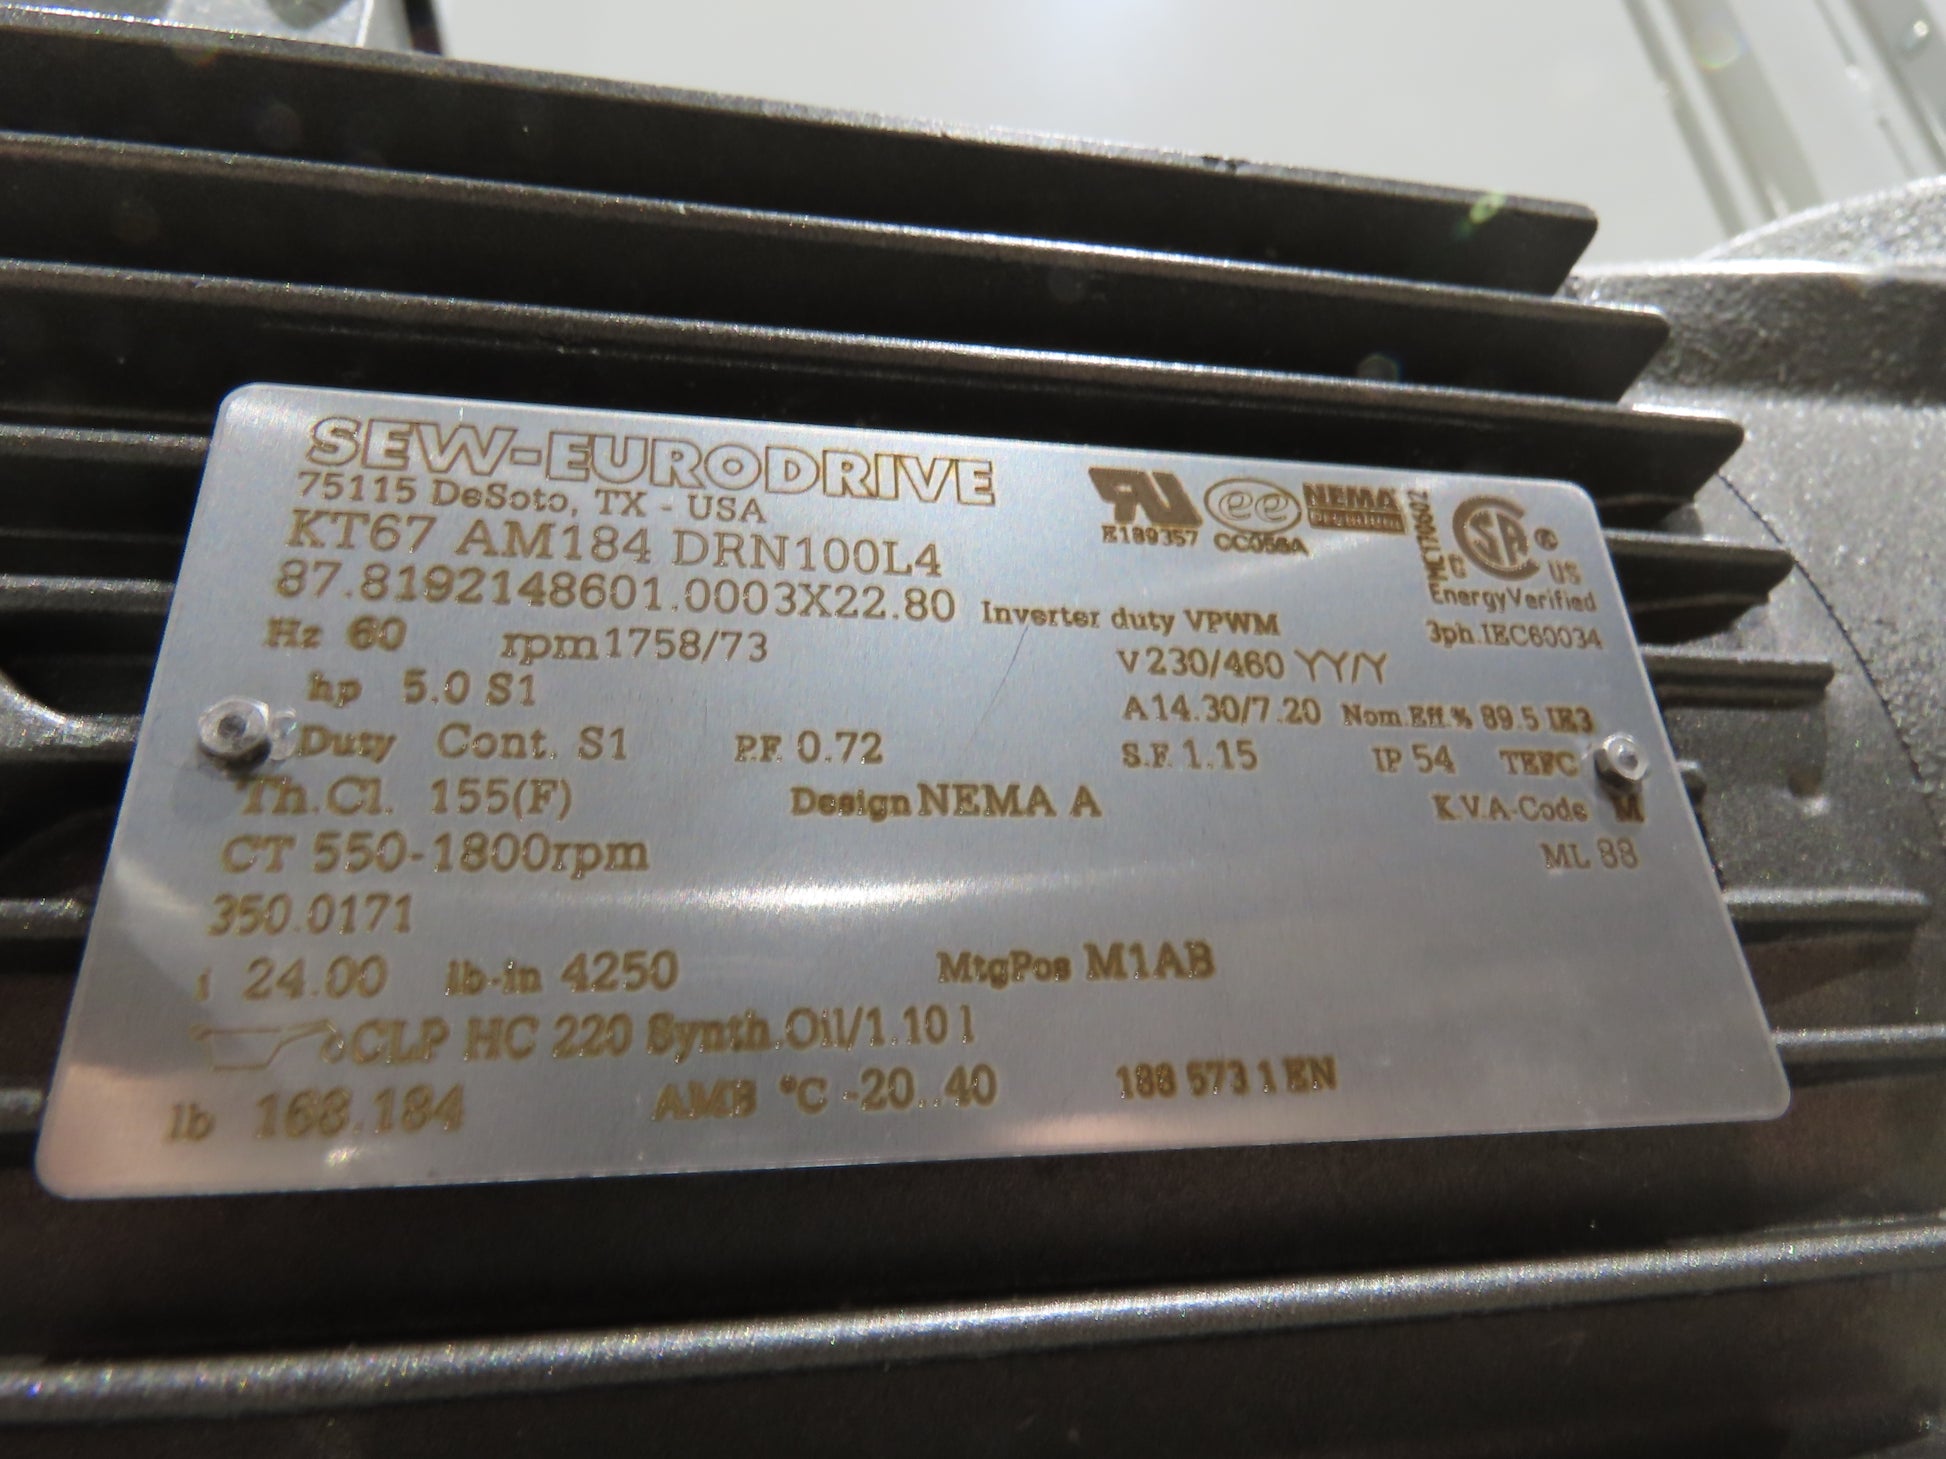 SEW-EURODRIVE
75115 DeSoto, TX - USA
E189357 CC056A NEMA Premium MC170602 CSA ® C US
KT67 AM184 DRN100L4
87.8192148601.0003X22.80 Inverter duty VPWM EnergyVerified
Hz 60 rpm 1758/73 V 230/460 YY/Y 3ph.IEC60034
hp 5.0 S1 A 14.30/7.20 Nom.Eff.% 89.5 IE3
Duty Cont. S1 P.F. 0.72 S.F. 1.15 IP 54 TEFC
Th.Cl. 155(F) Design NEMA A K.V.A-Code M
CT 550-1800rpm ML 88
350.0171
i 24.00 lb-in 4250 MtgPos M1AB
CLP HC 220 Synth.Oil/1.10 l
lb 168.184 AMB °C -20..40 188 573 1 EN